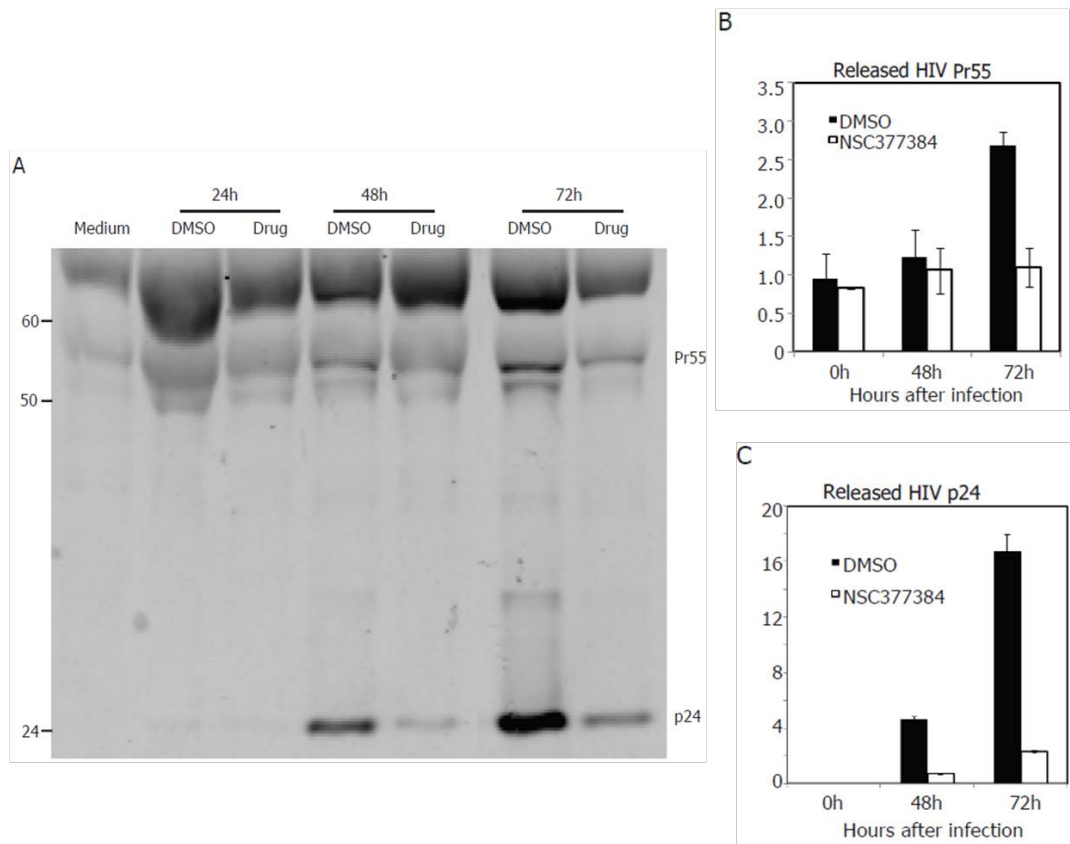 A
24h 48h 72h
Medium DMSO Drug DMSO Drug DMSO Drug
60
Pr55
50
24
p24
B
Released HIV Pr55
3.5
3.0
2.5
2.0
1.5
1.0
0.5
0
DMSO
NSC377384
0h 48h 72h
Hours after infection
C
Released HIV p24
20
16
12
8
4
0
DMSO
NSC377384
0h 48h 72h
Hours after infection